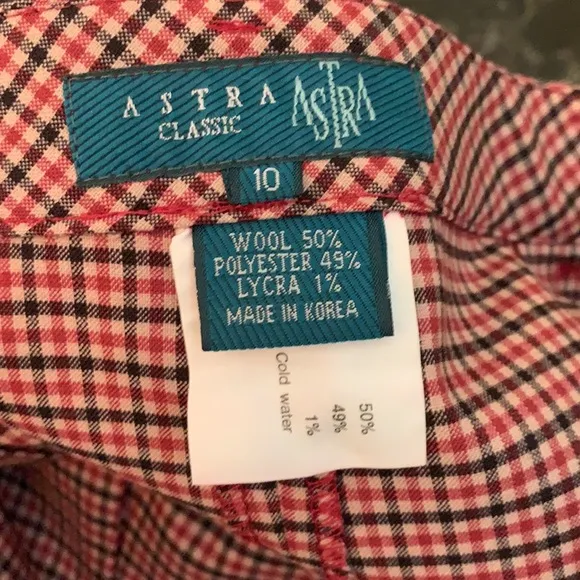 ASTRA
CLASSIC
ASTRA
10
WOOL 50%
POLYESTER 49%
LYCRA 1%
MADE IN KOREA
50%
49%
1%
Cold water